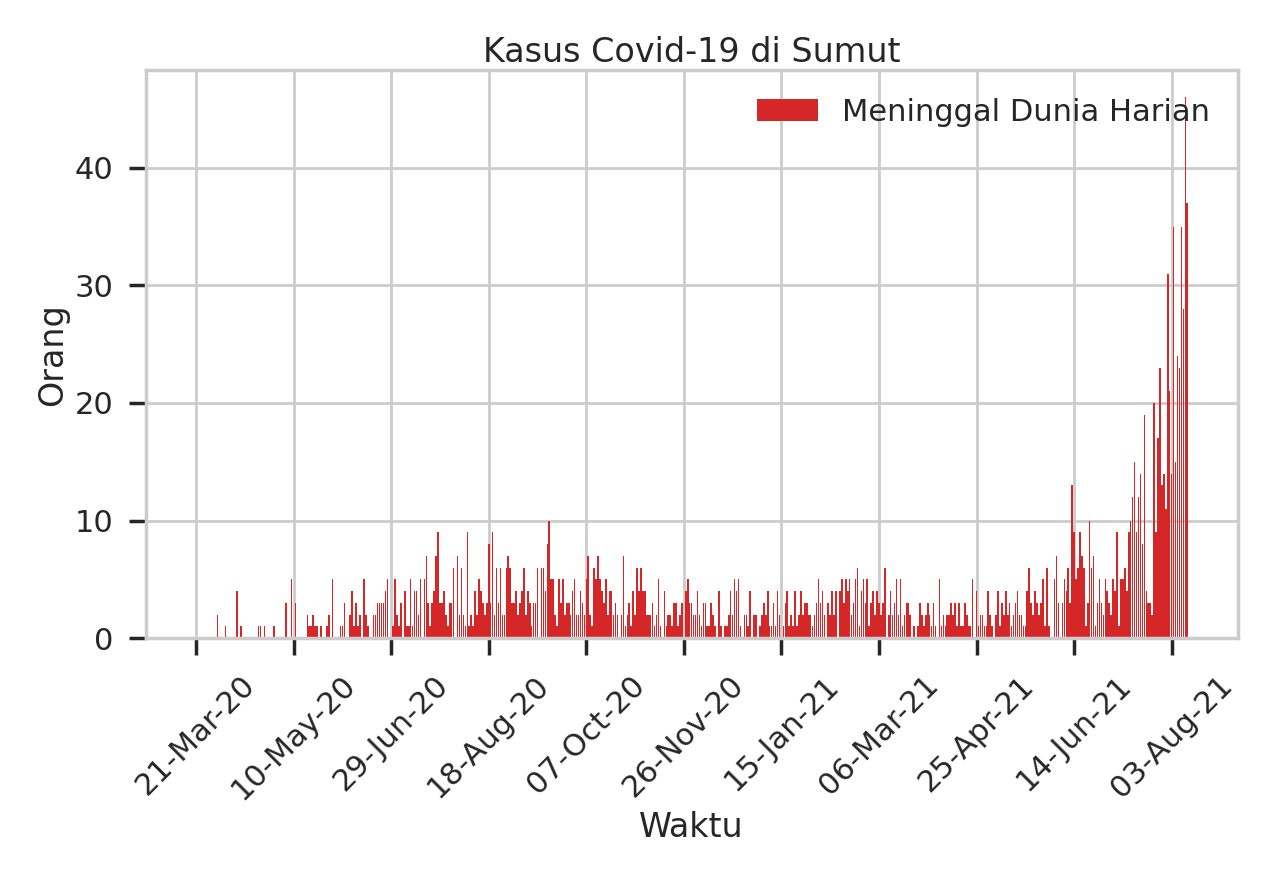 Kasus Covid-19 di Sumut
Meninggal Dunia Harian
Orang
40
30
20
10
0
21-Mar-20
10-May-20
29-Jun-20
18-Aug-20
07-Oct-20
26-Nov-20
15-Jan-21
06-Mar-21
25-Apr-21
14-Jun-21
03-Aug-21
Waktu